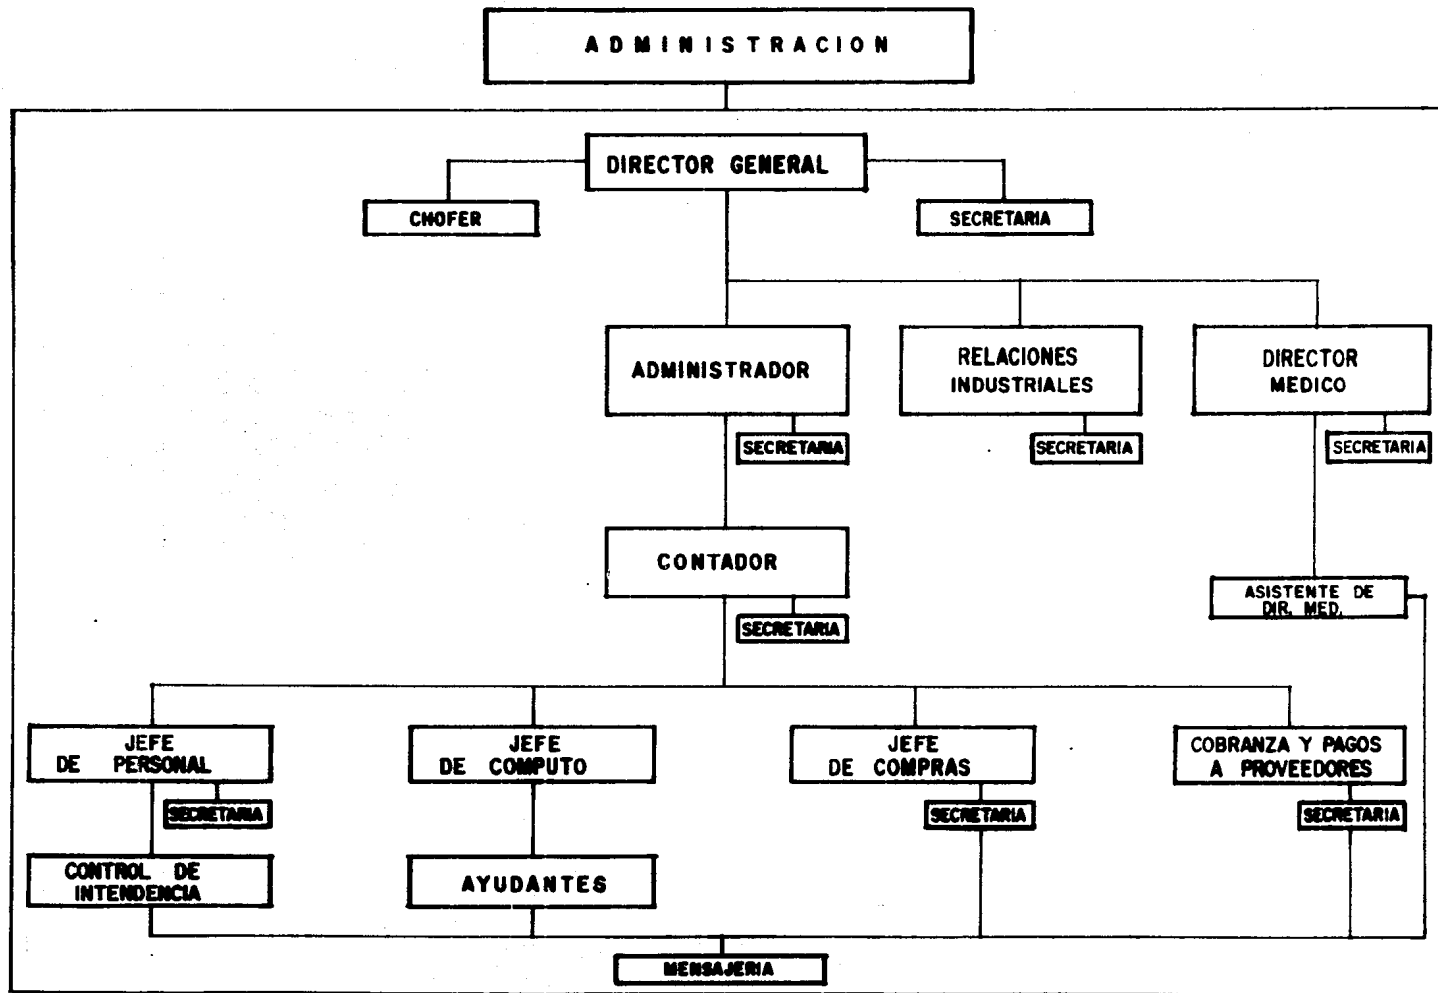 ADMINISTRACION
DIRECTOR GENERAL
CHOFER
SECRETARIA
ADMINISTRADOR
RELACIONES
INDUSTRIALES
DIRECTOR
MEDICO
SECRETARIA
SECRETARIA
SECRETARIA
CONTADOR
SECRETARIA
ASISTENTE DE
DIR. MED.
JEFE
DE PERSONAL
JEFE
DE COMPUTO
JEFE
DE COMPRAS
COBRANZA Y PAGOS
A PROVEEDORES
SECRETARIA
SECRETARIA
SECRETARIA
CONTROL DE
INTENDENCIA
AYUDANTES
MENSAJERIA